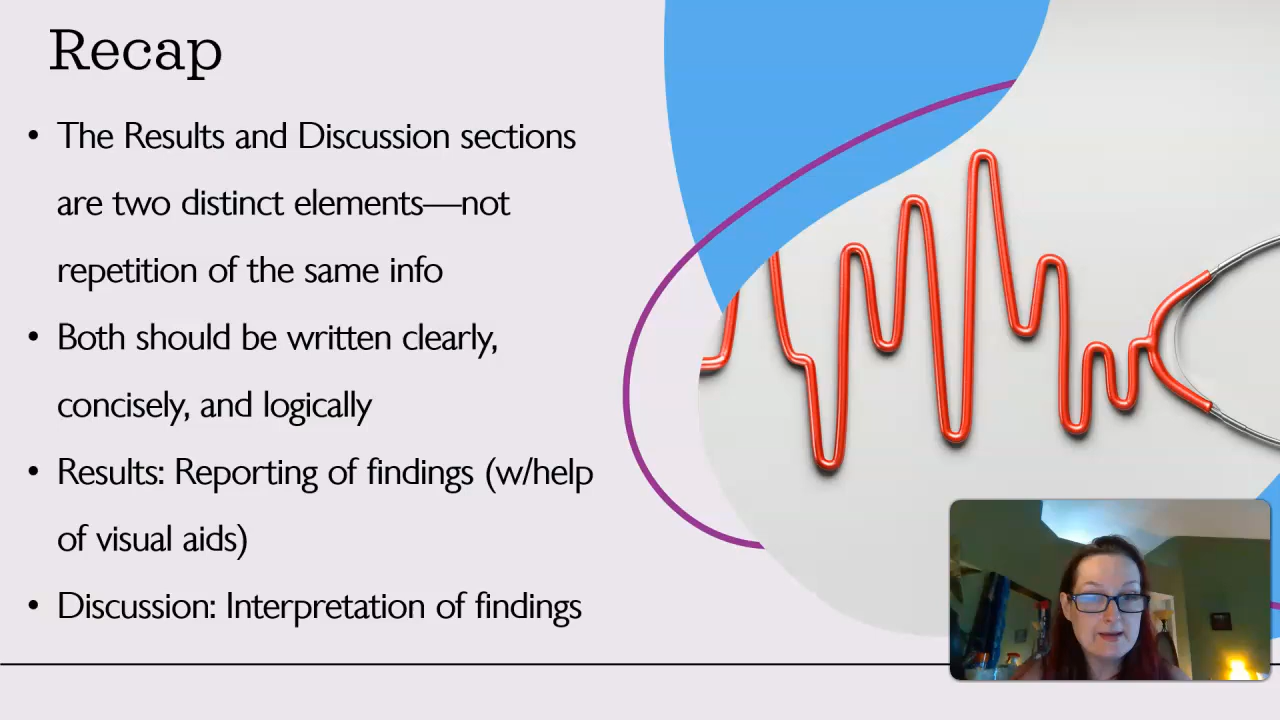 Recap
• The Results and Discussion sections
are two distinct elements—not
repetition of the same info
• Both should be written clearly,
concisely, and logically
• Results: Reporting of findings (w/help
of visual aids)
• Discussion: Interpretation of findings